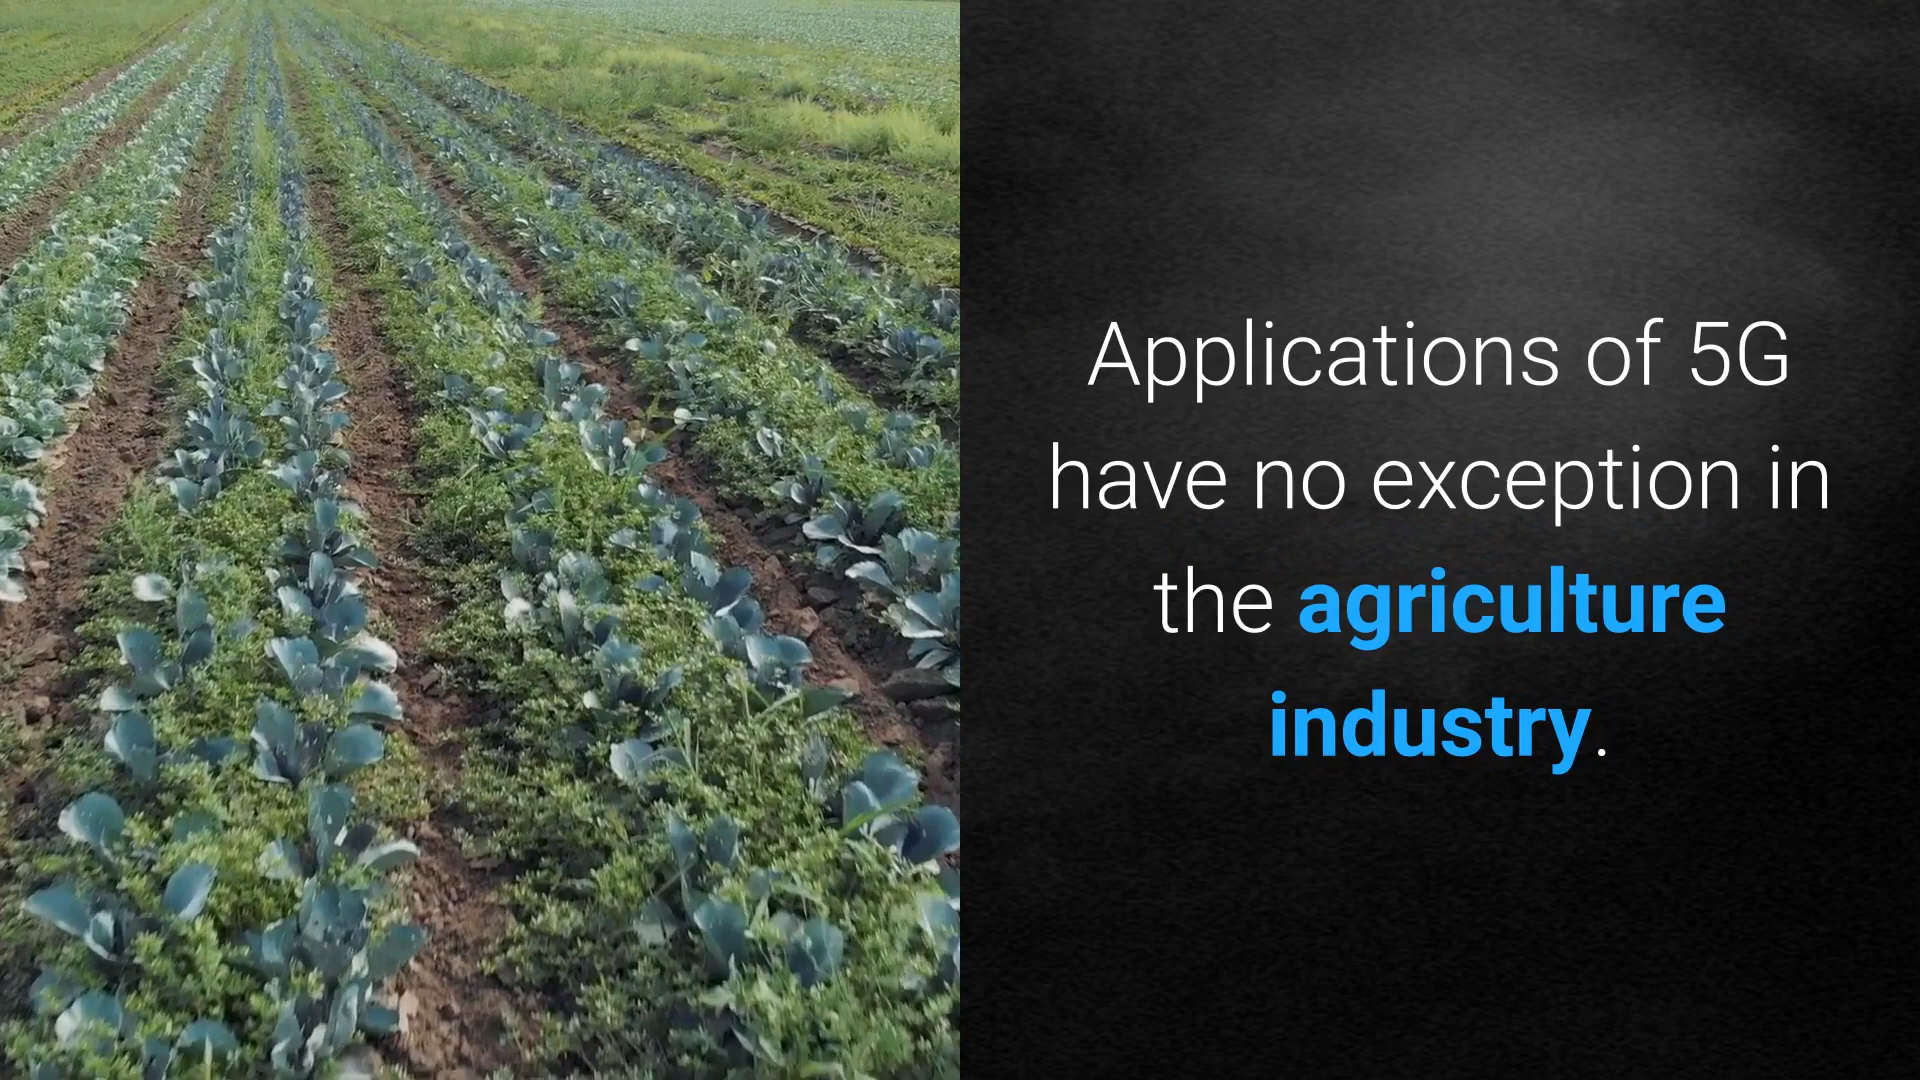 Applications of 5G
have no exception in
the agriculture
industry.